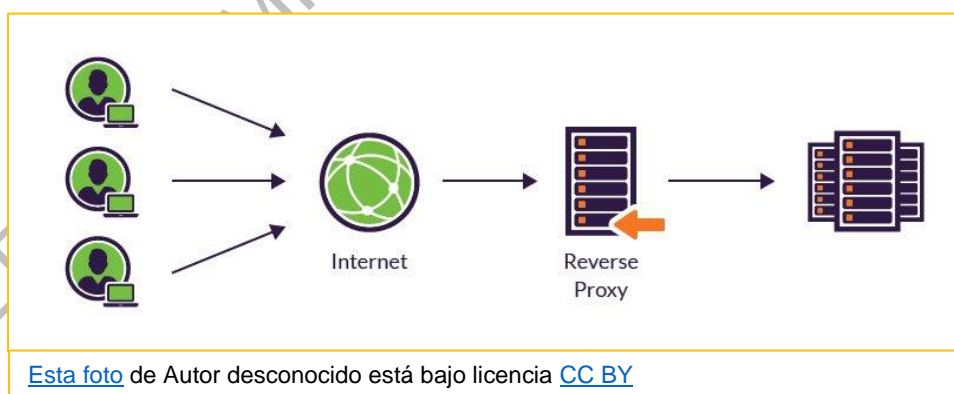 Internet
Reverse
Proxy
Esta foto de Autor desconocido está bajo licencia CC BY